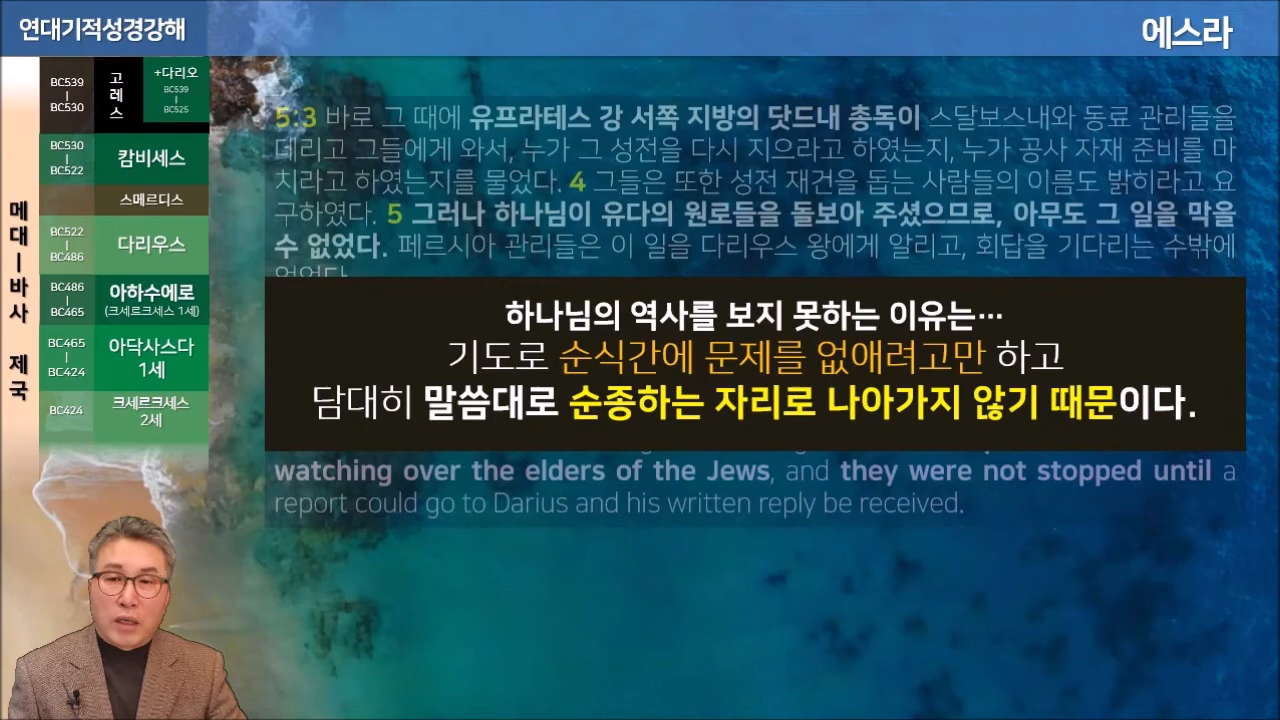 연대기적성경강해
에스라
메대ㅣ바사 제국
BC539
ㅣ
BC530
고레스
+다리오
BC539
ㅣ
BC525
BC530
ㅣ
BC522
캄비세스
스메르디스
BC522
ㅣ
BC486
다리우스
BC486
ㅣ
BC465
아하수에로
(크세르크세스 1세)
BC465
ㅣ
BC424
아닥사스다
1세
BC424
크세르크세스
2세
5:3 바로 그 때에 유프라테스 강 서쪽 지방의 닷드내 총독이 스달보스내와 동료 관리들을
데리고 그들에게 와서, 누가 그 성전을 다시 지으라고 하였는지, 누가 공사 자재 준비를 마
치라고 하였는지를 물었다. 4 그들은 또한 성전 재건을 돕는 사람들의 이름도 밝히라고 요
구하였다. 5 그러나 하나님이 유다의 원로들을 돌보아 주셨으므로, 아무도 그 일을 막을
수 없었다. 페르시아 관리들은 이 일을 다리우스 왕에게 알리고, 회답을 기다리는 수밖에
없었다
하나님의 역사를 보지 못하는 이유는…
기도로 순식간에 문제를 없애려고만 하고
담대히 말씀대로 순종하는 자리로 나아가지 않기 때문이다.
watching over the elders of the Jews, and they were not stopped until a
report could go to Darius and his written reply be received.